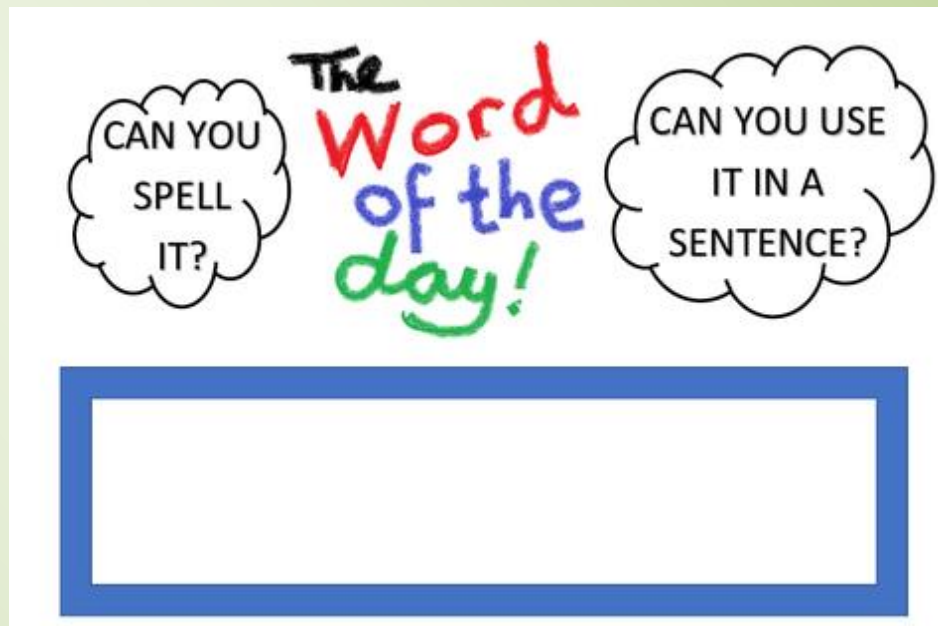 CAN YOU
SPELL
IT?
The
Word
of the
day!
CAN YOU USE
IT IN A
SENTENCE?